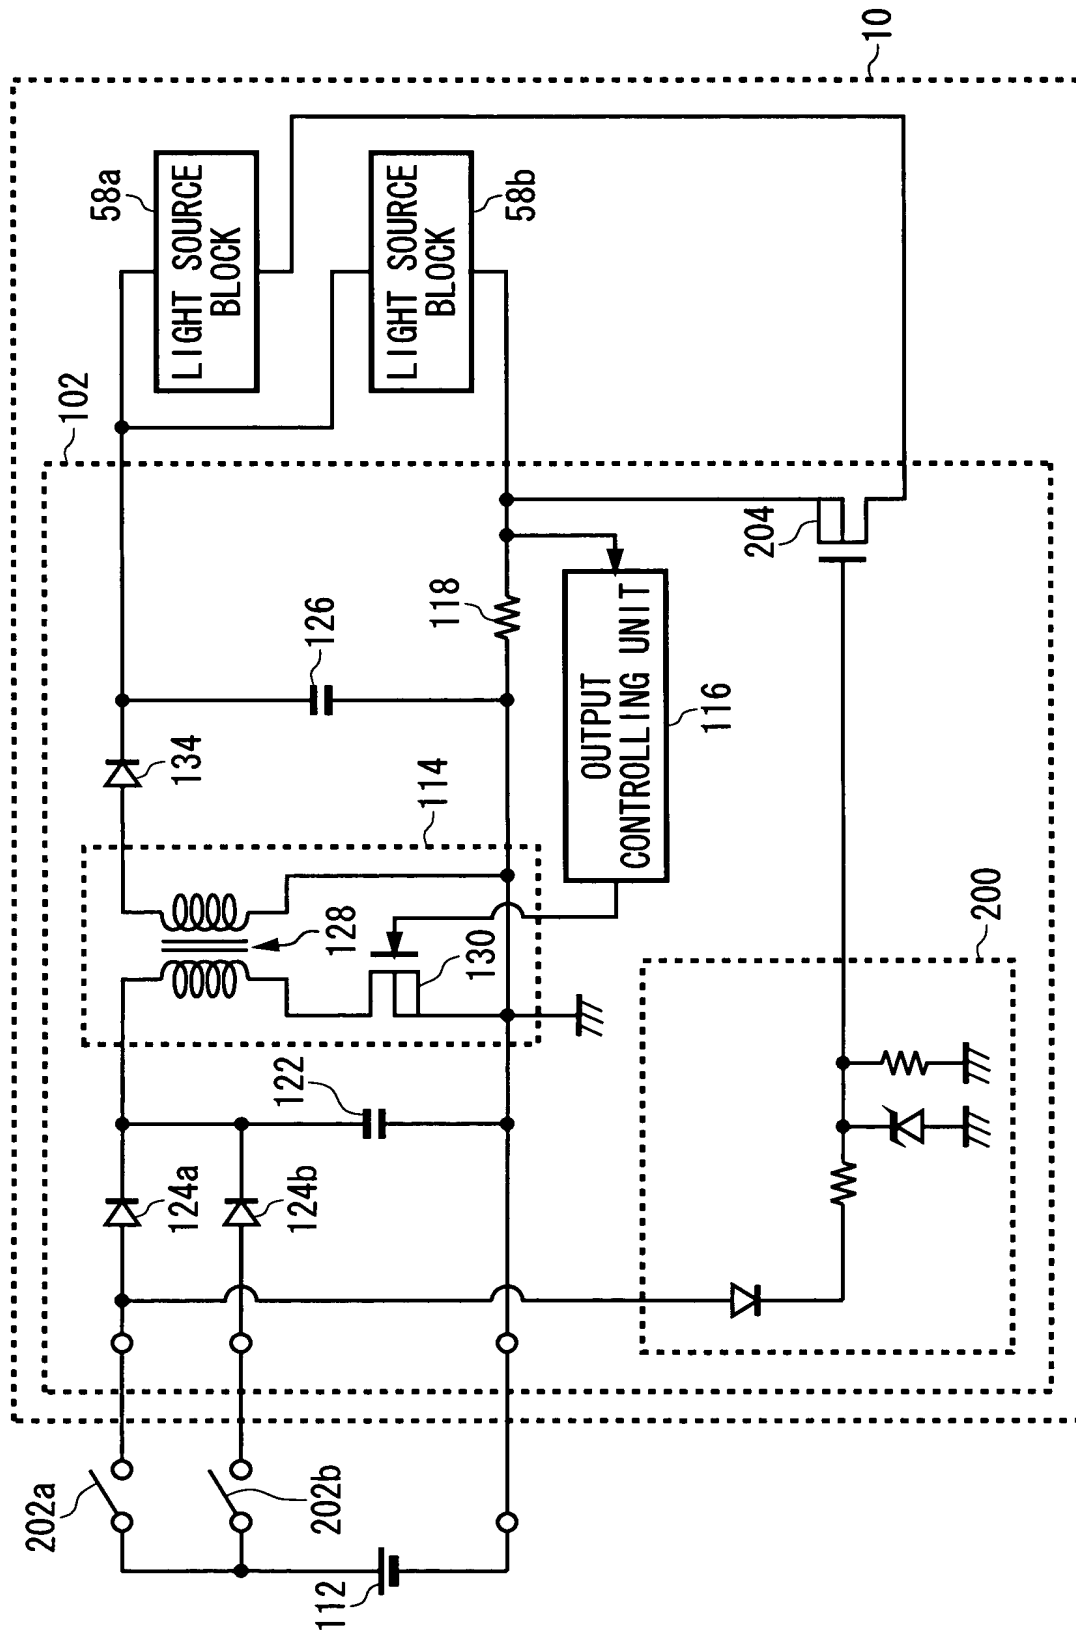 10
102
58a
LIGHT SOURCE
BLOCK
58b
LIGHT SOURCE
BLOCK
134
126
118
114
128
130
OUTPUT
CONTROLLING UNIT
116
204
202a
202b
124a
124b
122
112
200